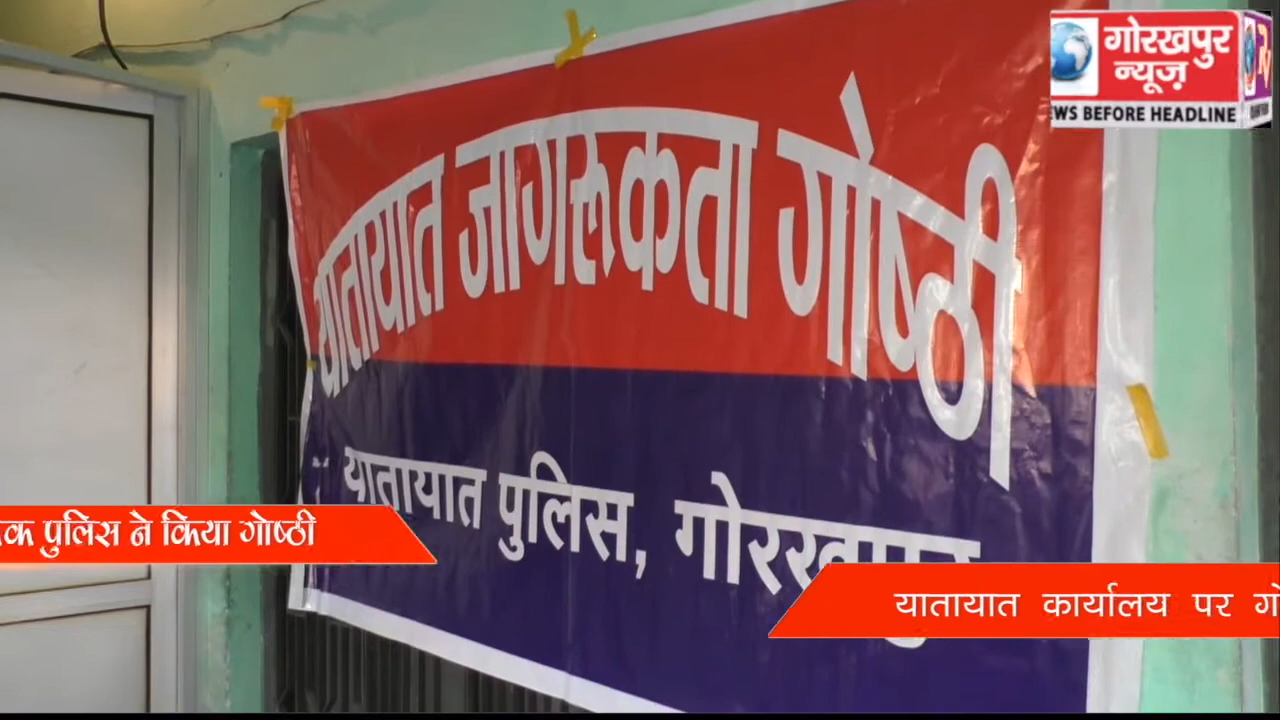 गोरखपुर
न्यूज़
EWS BEFORE HEADLINE
यातायात जागरूकता गोष्ठी
यातायात पुलिस, गोरखपुर
पुलिस ने किया गोष्ठी
यातायात कार्यालय पर